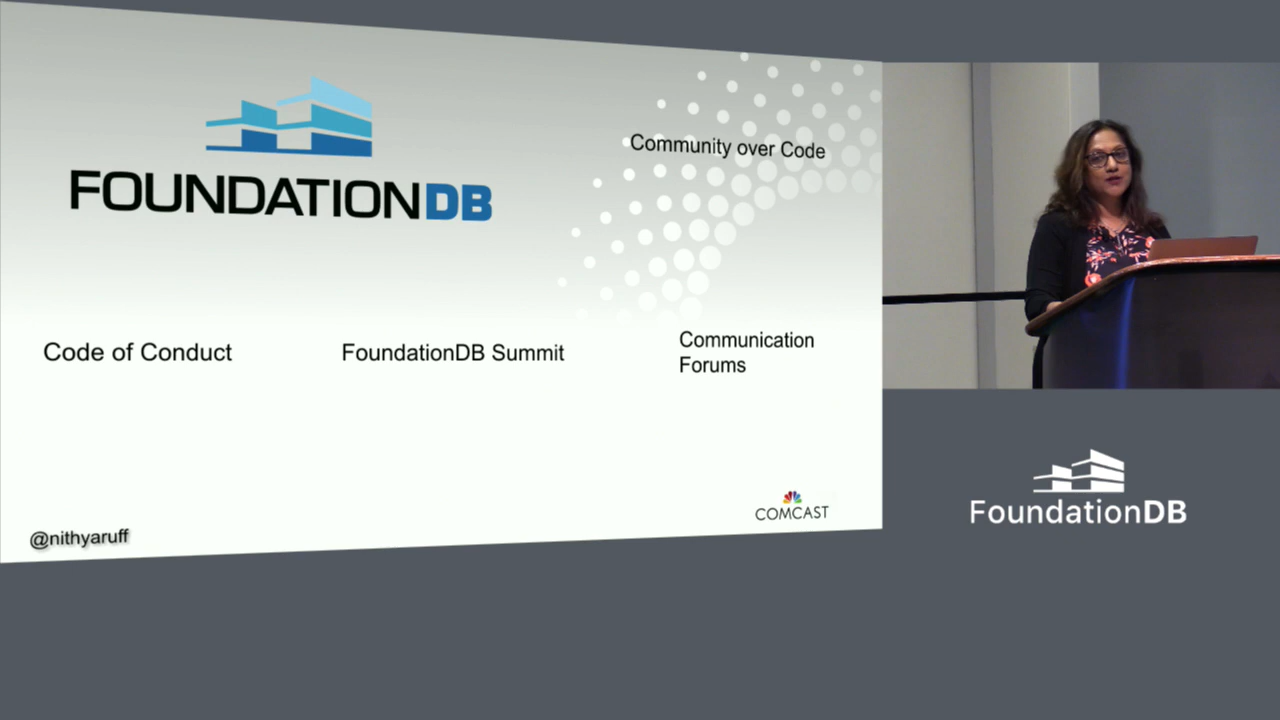 FOUNDATIONDB
Community over Code
Code of Conduct
FoundationDB Summit
Communication
Forums
COMCAST
@nithyaruff
FoundationDB